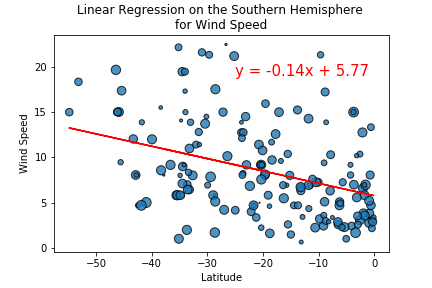 Linear Regression on the Southern Hemisphere
for Wind Speed
y = -0.14x + 5.77
Wind Speed
20
15
10
5
0
−50
−40
−30
−20
−10
0
Latitude